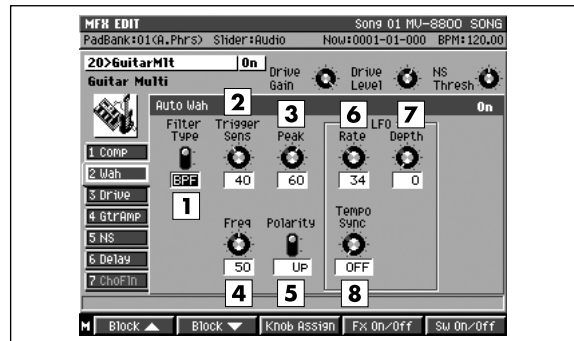 MFX EDIT Song 01 MV-8800 SONG
PadBank:01(A.Phrs) Slider:Audio Now:0001-01-000 BPM:120.00
20>GuitarMlt On
Guitar Multi
Drive Gain
Drive Level
NS Thresh
Auto Wah On
Filter Type
2
Trigger Sens
3
Peak
6
Rate
LFO
7
Depth
BPF
40
60
34
0
1
1 Comp
2 Wah
3 Drive
4 GtrAmp
5 NS
6 Delay
7 ChoFln
Freq
Polarity
Tempo Sync
50
UP
OFF
4
5
8
M Block ▲ Block ▼ Knob Assign Fx On/Off Sw On/Off